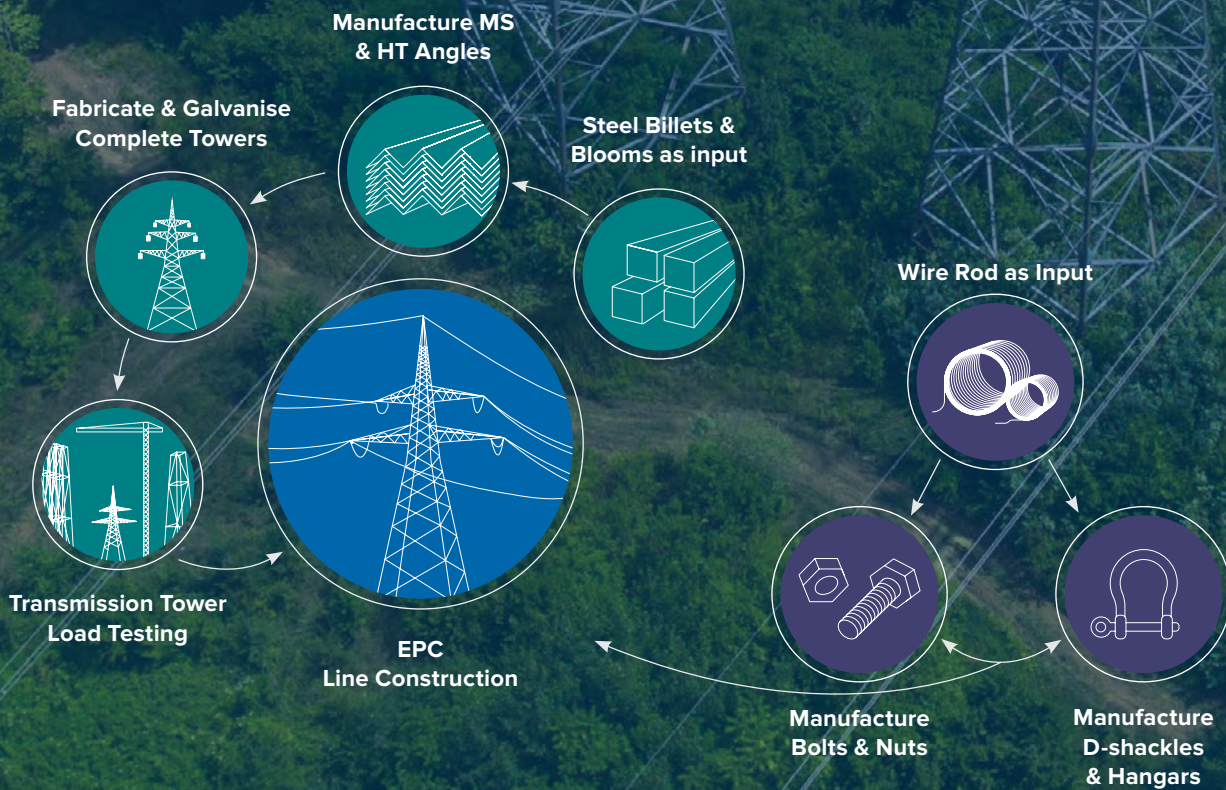 Manufacture MS
& HT Angles
Fabricate & Galvanise
Complete Towers
Steel Billets &
Blooms as input
Wire Rod as Input
Transmission Tower
Load Testing
EPC
Line Construction
Manufacture
Bolts & Nuts
Manufacture
D-shackles
& Hangars